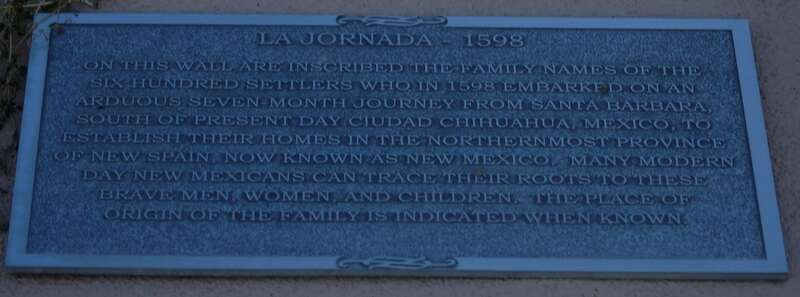 LA JORNADA - 1598
ON THIS WALL ARE INSCRIBED THE FAMILY NAMES OF THE
SIX HUNDRED SETTLERS WHO IN 1598 EMBARKED ON AN
ARDUOUS SEVEN-MONTH JOURNEY FROM SANTA BARBARA,
SOUTH OF PRESENT DAY CIUDAD CHIHUAHUA, MEXICO, TO
ESTABLISH THEIR HOMES IN THE NORTHERNMOST PROVINCE
OF NEW SPAIN, NOW KNOWN AS NEW MEXICO. MANY MODERN
DAY NEW MEXICANS CAN TRACE THEIR ROOTS TO THESE
BRAVE MEN, WOMEN, AND CHILDREN. THE PLACE OF
ORIGIN OF THE FAMILY IS INDICATED WHEN KNOWN.